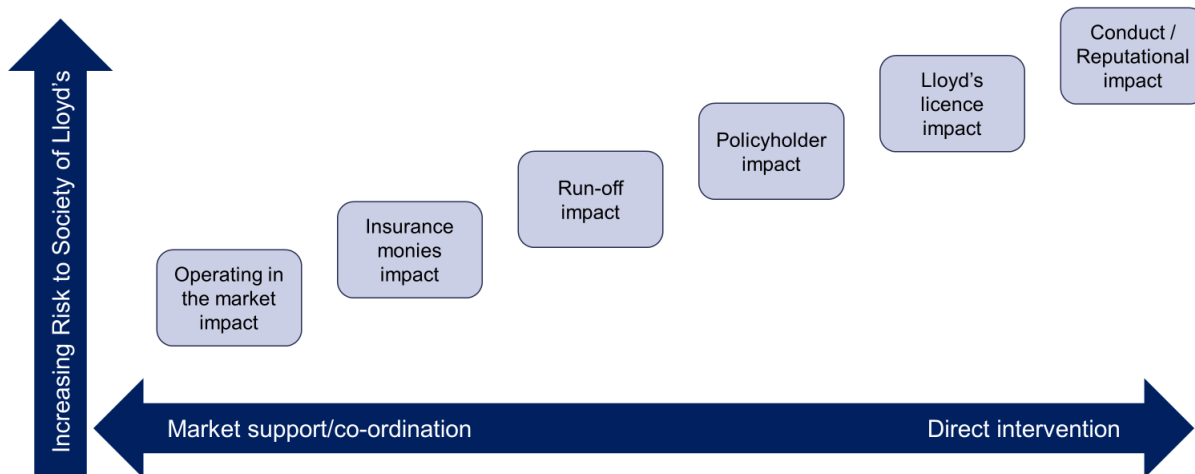 Increasing Risk to Society of Lloyd's
Operating in
the market
impact
Insurance
monies
impact
Run-off
impact
Policyholder
impact
Lloyd's
licence
impact
Conduct /
Reputational
impact
Market support/co-ordination
Direct intervention